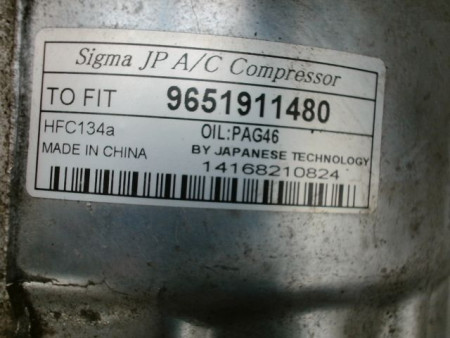 Sigma JP A/C Compressor
TO FIT 9651911480
HFC134a OIL:PAG46
MADE IN CHINA BY JAPANESE TECHNOLOGY
14168210824